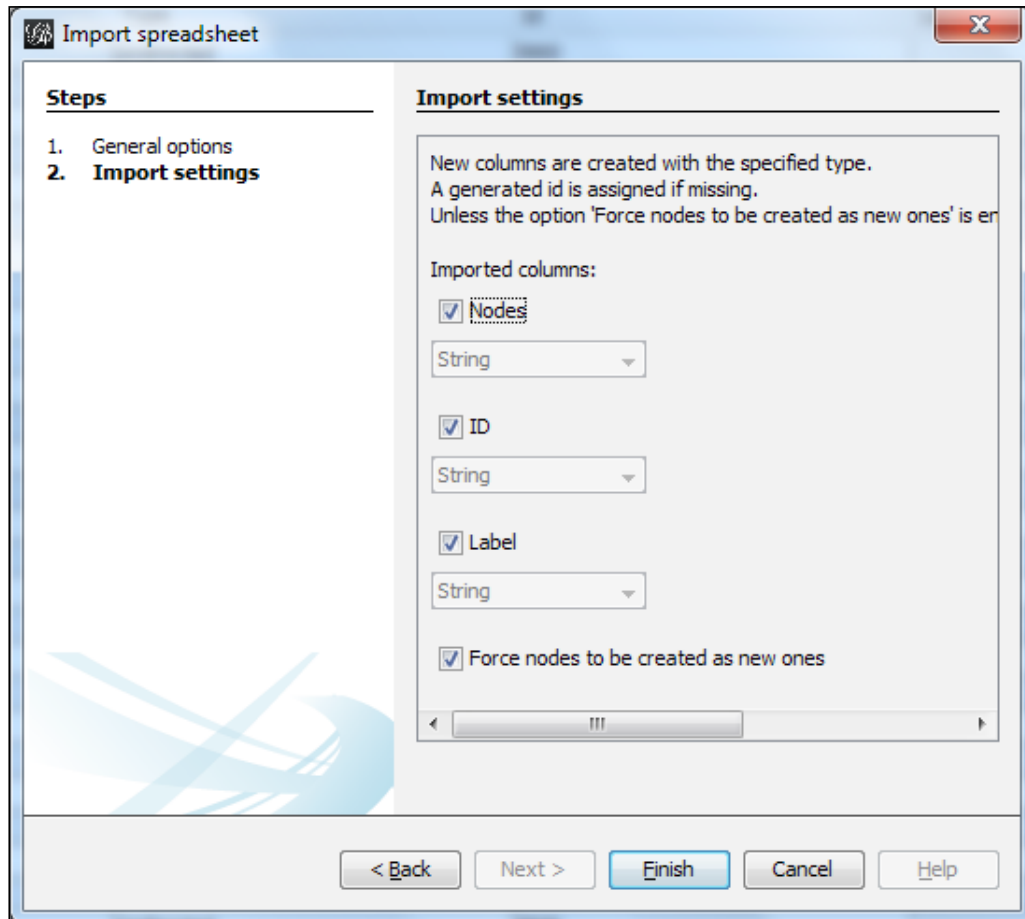 Import spreadsheet
Steps
1. General options
2. Import settings
Import settings
New columns are created with the specified type.
A generated id is assigned if missing.
Unless the option 'Force nodes to be created as new ones' is en
Imported columns:
Nodes
String
ID
String
Label
String
Force nodes to be created as new ones
< Back Next > Finish Cancel Help